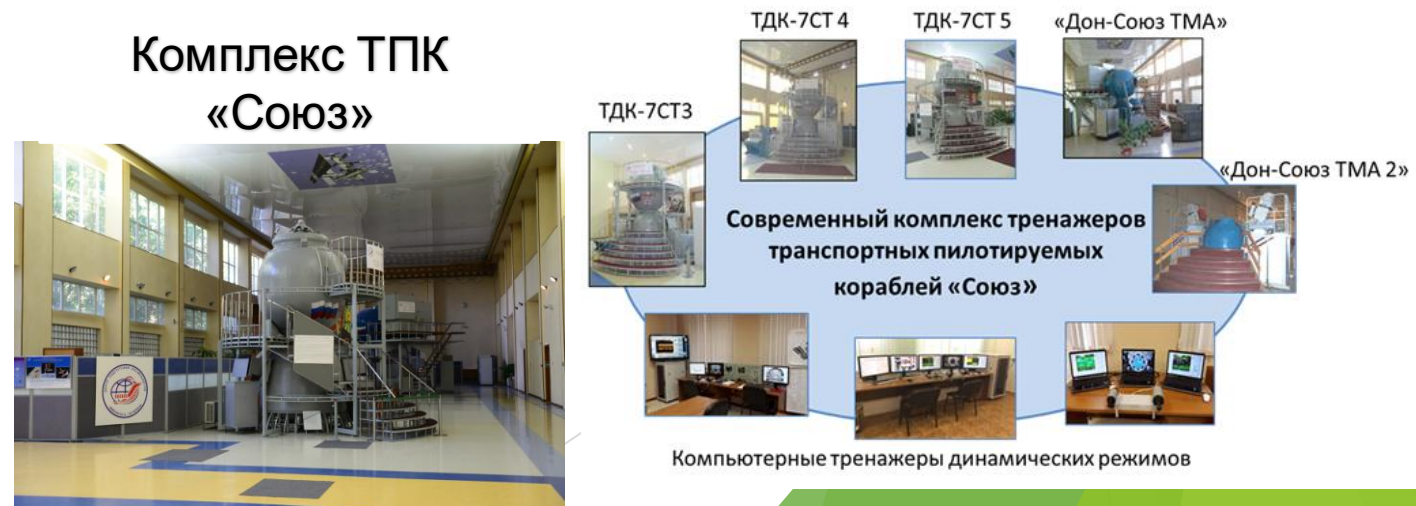 Комплекс ТПК
«Союз»
ТДК-7СТ3
ТДК-7СТ 4
ТДК-7СТ 5
«Дон-Союз ТМА»
«Дон-Союз ТМА 2»
Современный комплекс тренажеров
транспортных пилотируемых
кораблей «Союз»
Компьютерные тренажеры динамических режимов